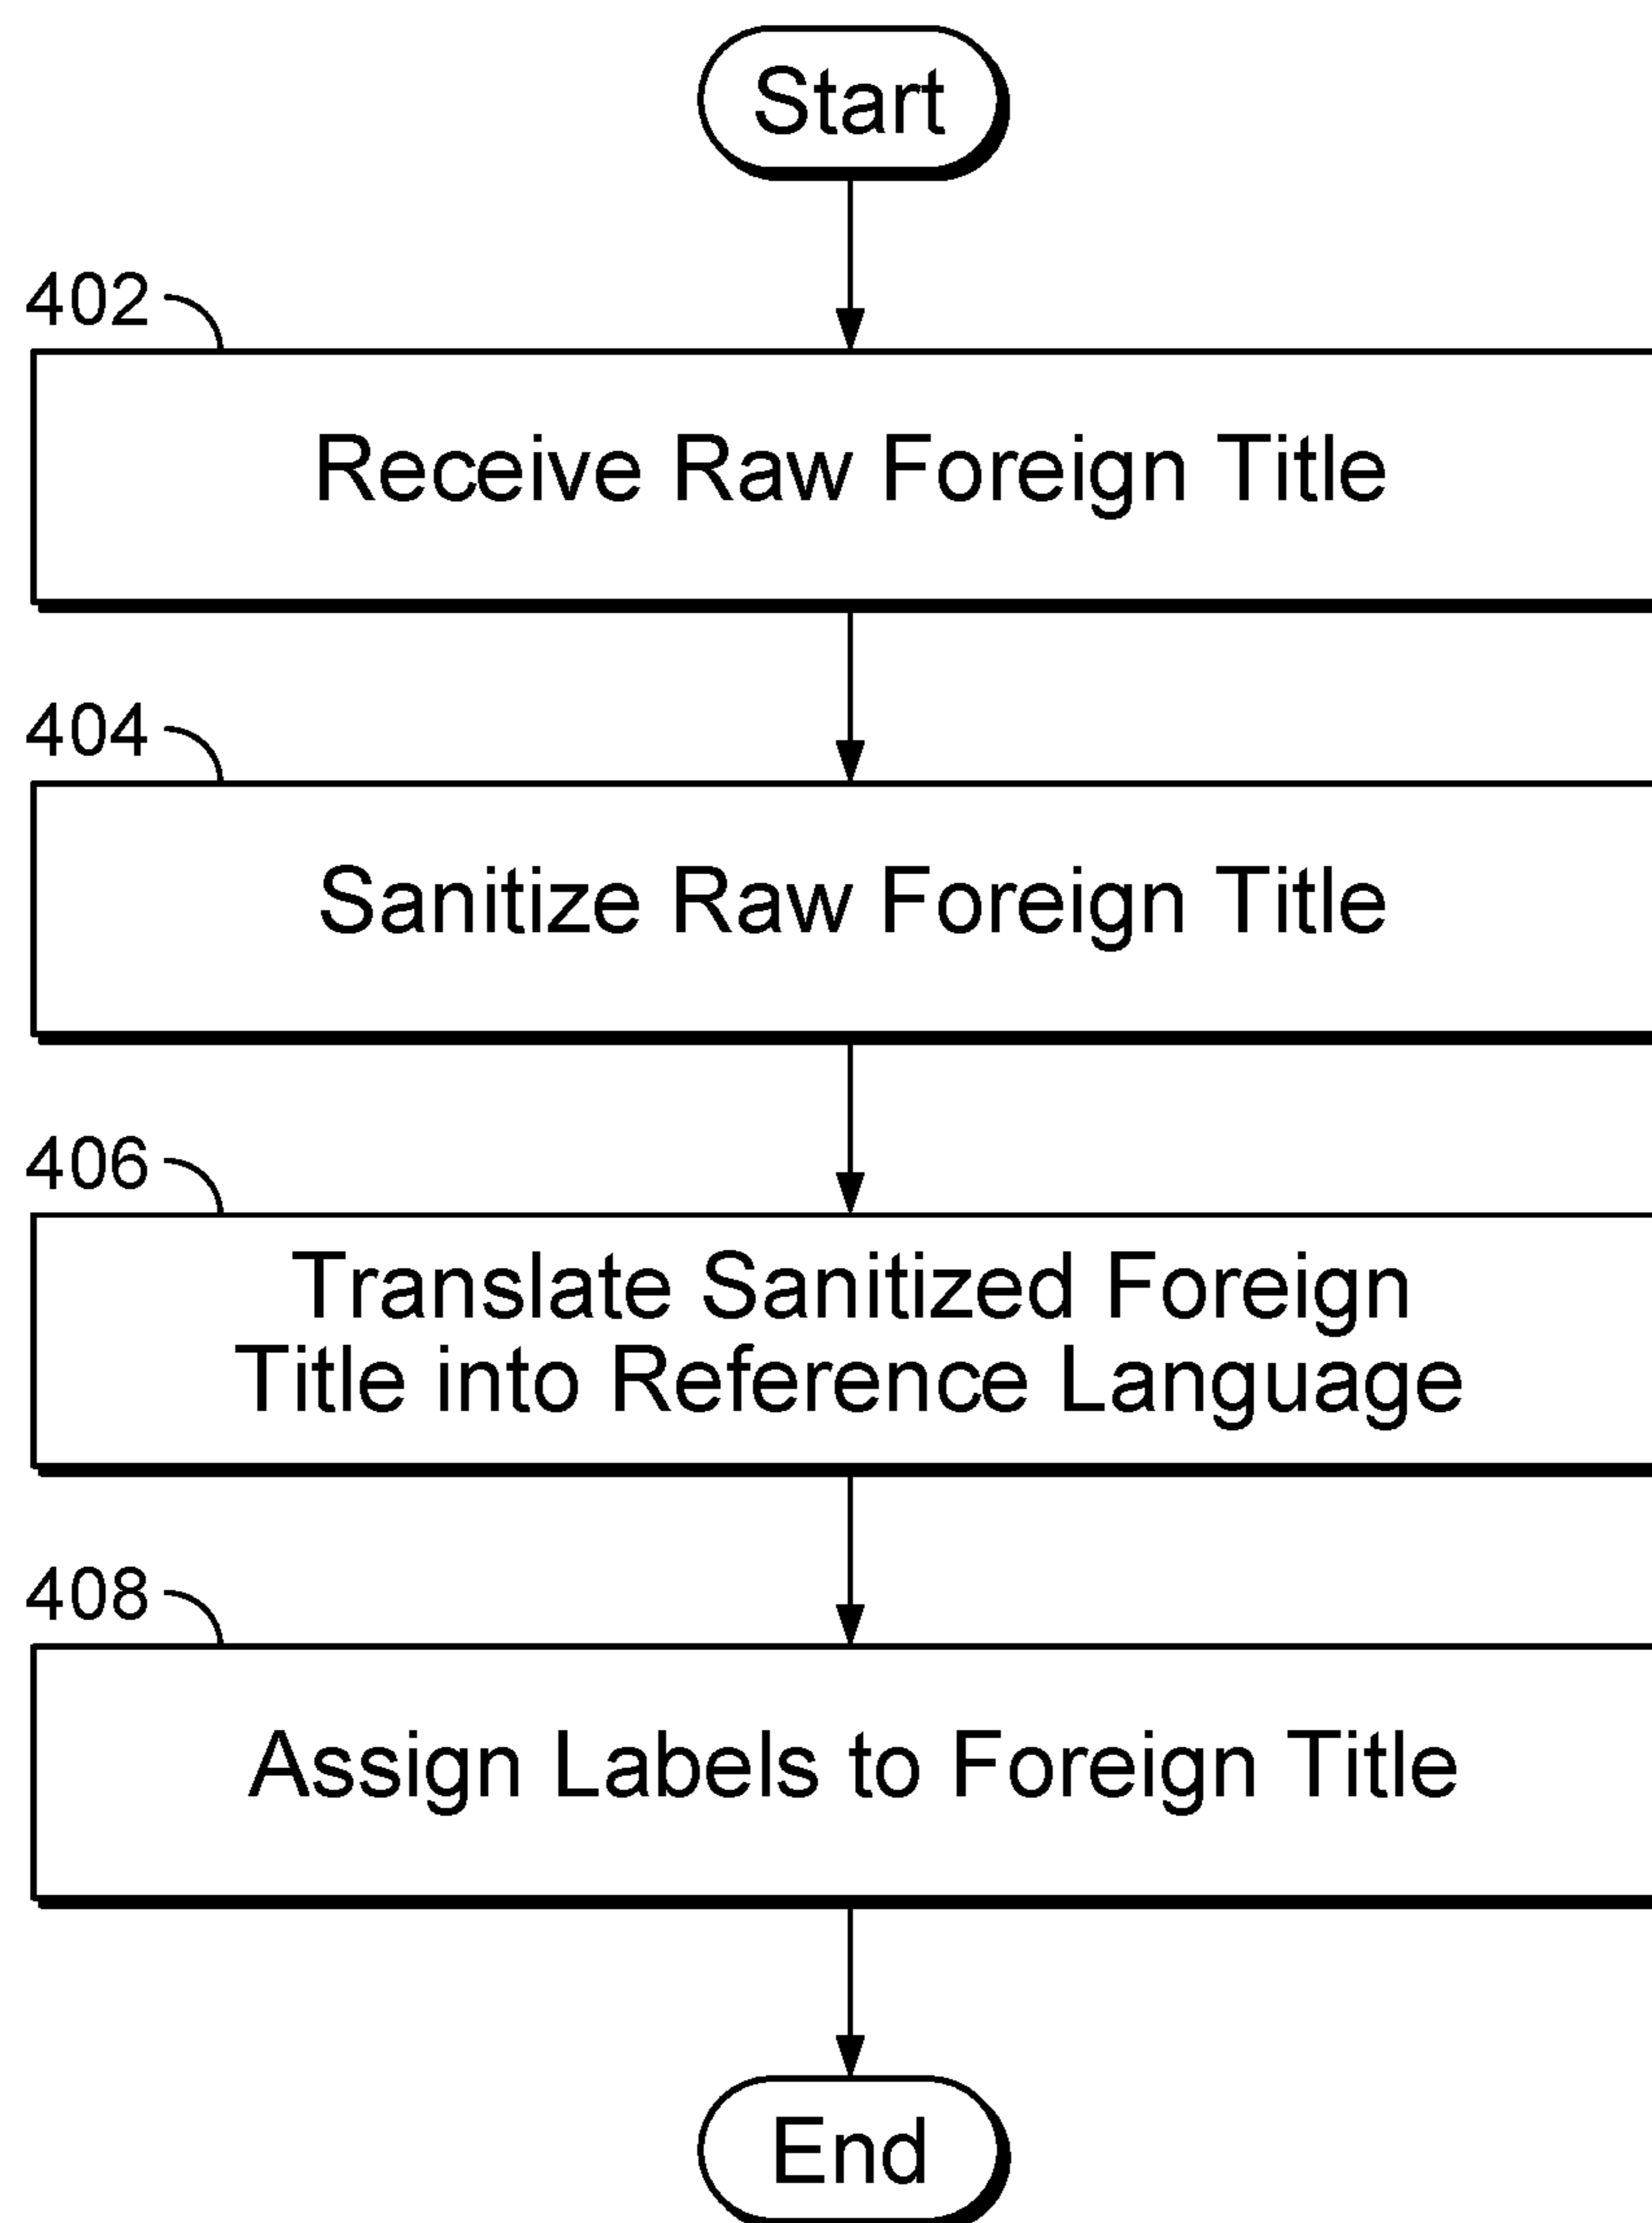 Start
402
Receive Raw Foreign Title
404
Sanitize Raw Foreign Title
406
Translate Sanitized Foreign
Title into Reference Language
408
Assign Labels to Foreign Title
End